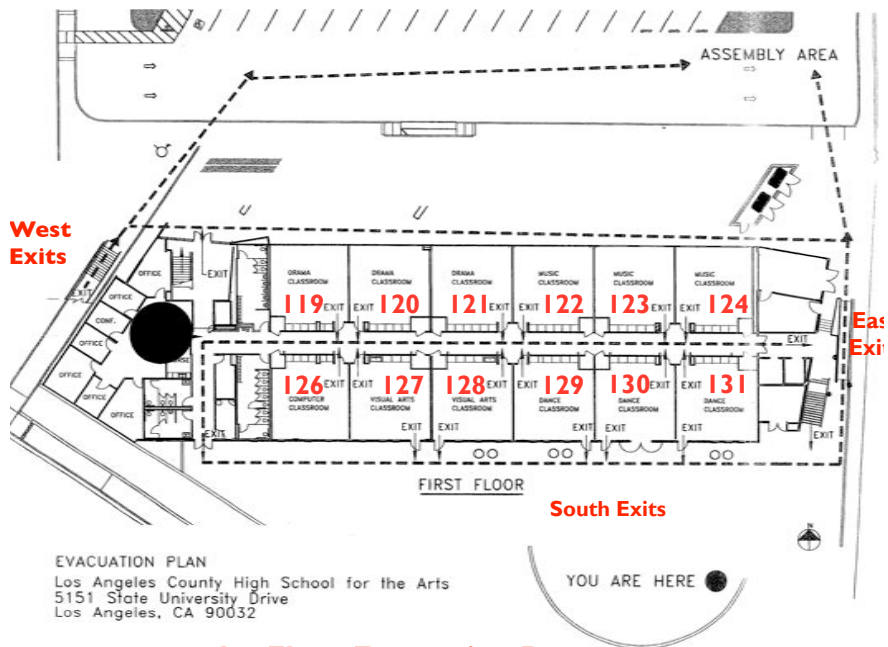 ASSEMBLY AREA
West
Exits
EXIT
OFFICE
OFFICE
CONF.
OFFICE
OFFICE
OFFICE
OFFICE
EXIT
EXIT
DRAMA
CLASSROOM
119
EXIT
DRAMA
CLASSROOM
EXIT
120
DRAMA
CLASSROOM
121
EXIT
MUSIC
CLASSROOM
EXIT
122
MUSIC
CLASSROOM
123
EXIT
MUSIC
CLASSROOM
EXIT
124
EXIT
126
COMPUTER
CLASSROOM
EXIT
EXIT
127
VISUAL ARTS
CLASSROOM
EXIT
128
VISUAL ARTS
CLASSROOM
EXIT
EXIT
EXIT
129
DANCE
CLASSROOM
EXIT
130
DANCE
CLASSROOM
EXIT
EXIT
EXIT
131
DANCE
CLASSROOM
EXIT
EXIT
FIRST FLOOR
South Exits
N
EVACUATION PLAN
Los Angeles County High School for the Arts
5151 State University Drive
Los Angeles, CA 90032
YOU ARE HERE